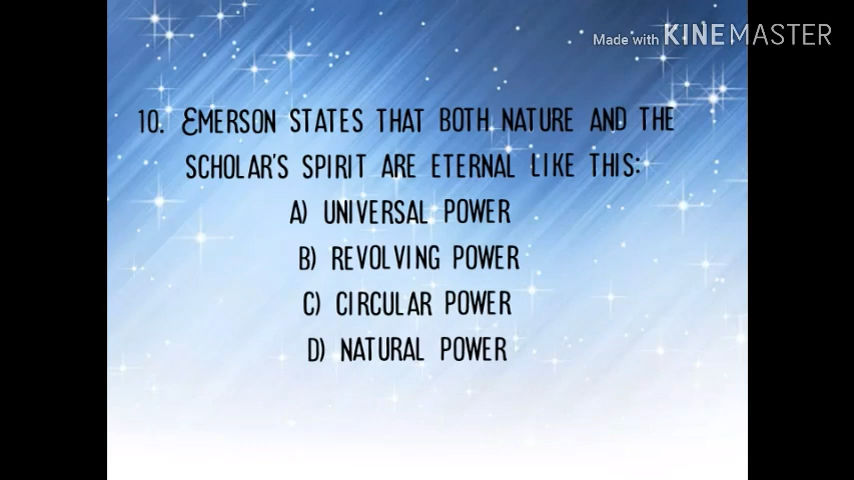 Made with KINEMASTER
10. EMERSON STATES THAT BOTH NATURE AND THE
SCHOLAR'S SPIRIT ARE ETERNAL LIKE THIS:
A) UNIVERSAL POWER
B) REVOLVING POWER
C) CIRCULAR POWER
D) NATURAL POWER